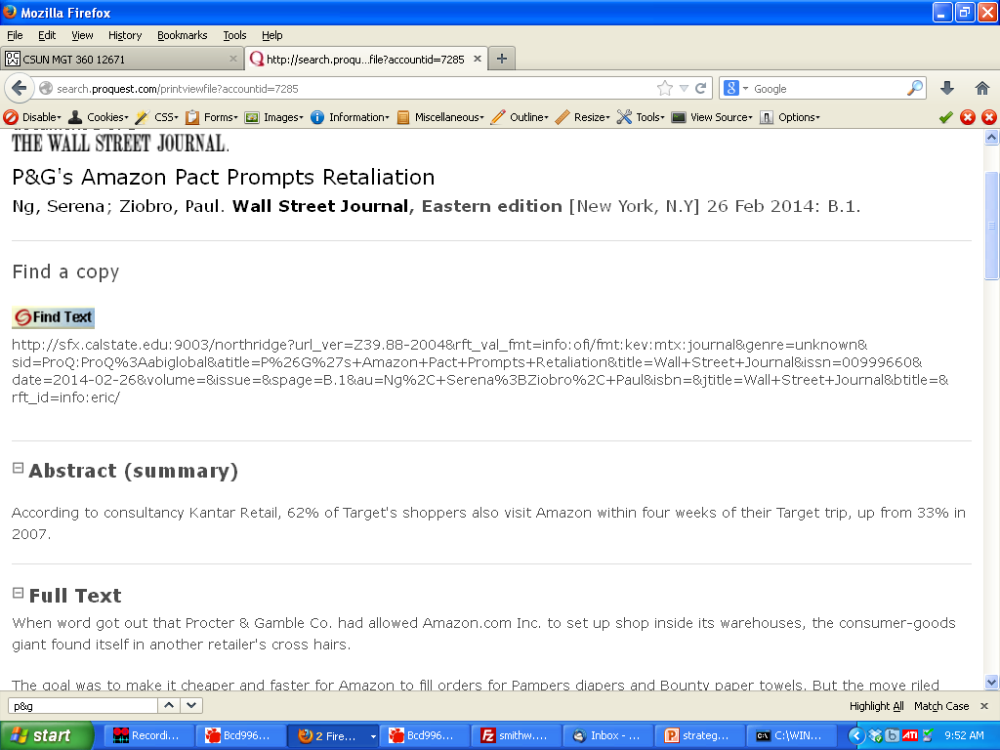 Mozilla Firefox
File Edit View History Bookmarks Tools Help
CSUN MGT 360 12671
http://search.proqu...file?accountid=7285
search.proquest.com/printviewfile?accountid=7285
Google
Disable Cookies CSS Forms Images Information Miscellaneous Outline Resize Tools View Source Options
THE WALL STREET JOURNAL.
P&G's Amazon Pact Prompts Retaliation
Ng, Serena; Ziobro, Paul. Wall Street Journal, Eastern edition [New York, N.Y] 26 Feb 2014: B.1.
Find a copy
Find Text
http://sfx.calstate.edu:9003/northridge?url_ver=Z39.88-2004&rft_val_fmt=info:ofi/fmt:kev:mtx:journal&genre=unknown&
sid=ProQ:ProQ%3Aabiglobal&atitle=P%26G%27s+Amazon+Pact+Prompts+Retaliation&title=Wall+Street+Journal&issn=00999660&
date=2014-02-26&volume=&issue=&spage=B.1&au=Ng%2C+Serena%3BZiobro%2C+Paul&isbn=&jtitle=Wall+Street+Journal&btitle=&
rft_id=info:eric/
Abstract (summary)
According to consultancy Kantar Retail, 62% of Target's shoppers also visit Amazon within four weeks of their Target trip, up from 33% in
2007.
Full Text
When word got out that Procter & Gamble Co. had allowed Amazon.com Inc. to set up shop inside its warehouses, the consumer-goods
giant found itself in another retailer's cross hairs.
The goal was to make it cheaper and faster for Amazon to fill orders for Pampers diapers and Bounty paper towels. But the move riled
p&g
Highlight All Match Case
start Recordi... Bcd996... 2 Fire... Bcd996... smithw.... Inbox - ... strateg... C:\WIN... 9:52 AM